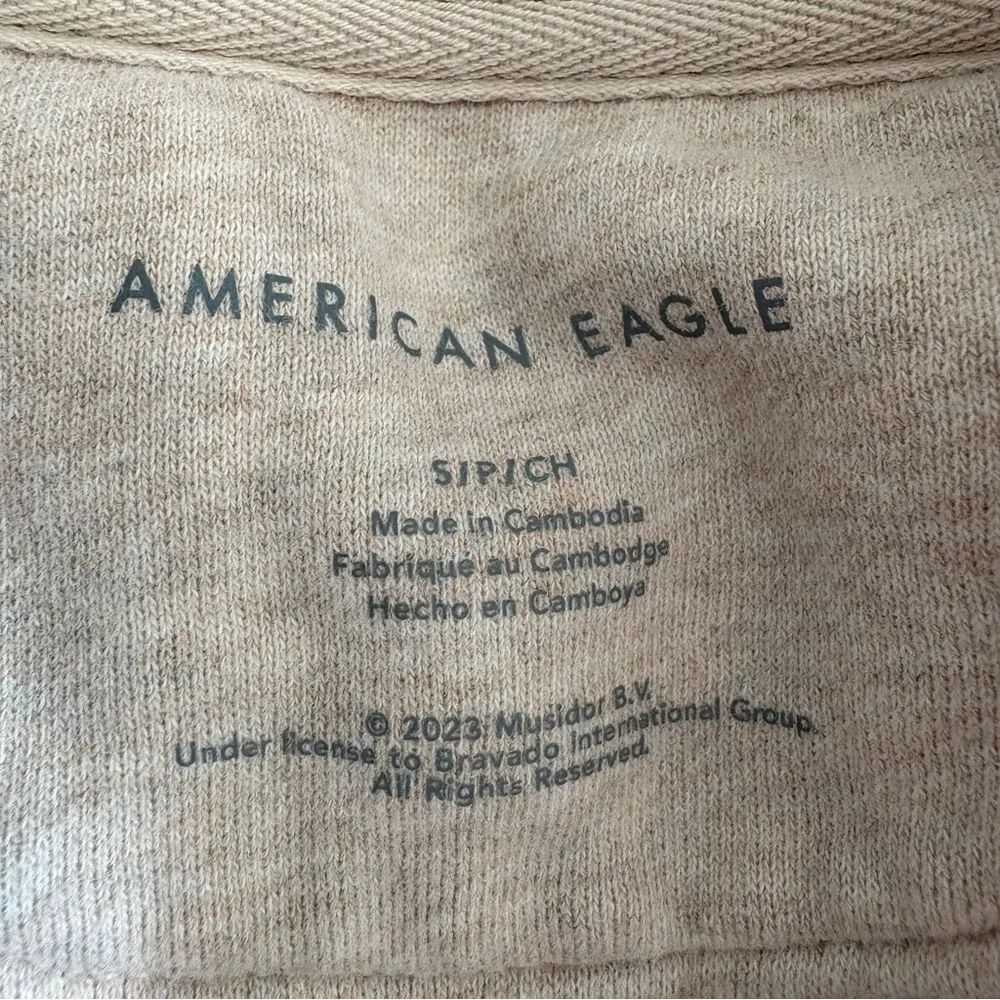 AMERICAN EAGLE
S/P/CH
Made in Cambodia
Fabriqué au Cambodge
Hecho en Camboya
© 2023 Musidor B.V.
Under license to Bravado International Group.
All Rights Reserved.